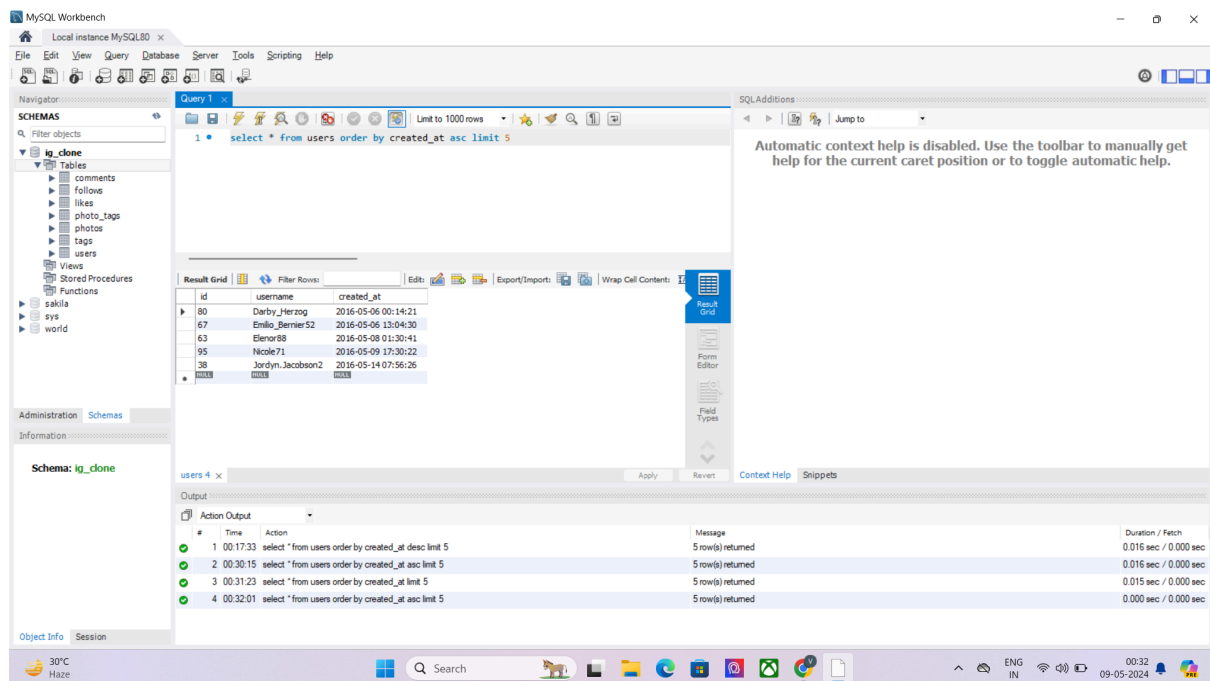 MySQL Workbench
Local instance MySQL80
File Edit View Query Database Server Tools Scripting Help
Navigator
SCHEMAS
Filter objects
ig_clone
Tables
comments
follows
likes
photo_tags
photos
tags
users
Views
Stored Procedures
Functions
sakila
sys
world
Administration Schemas
Information
Schema: ig_clone
Object Info Session
Query 1
Limit to 1000 rows
1 select * from users order by created_at asc limit 5
Result Grid Filter Rows: Edit: Export/Import: Wrap Cell Content:
id username created_at
80 Darby_Herzog 2016-05-06 00:14:21
67 Emilio_Bernier52 2016-05-06 13:04:30
63 Elenor88 2016-05-08 01:30:41
95 Nicole71 2016-05-09 17:30:22
38 Jordyn.Jacobson2 2016-05-14 07:56:26
NULL NULL NULL
Result
Grid
Form
Editor
Field
Types
users 4 Apply Revert
SQLAdditions
Jump to
Automatic context help is disabled. Use the toolbar to manually get
help for the current caret position or to toggle automatic help.
Context Help Snippets
Output
Action Output
# Time Action Message Duration / Fetch
1 00:17:33 select * from users order by created_at desc limit 5 5 row(s) returned 0.016 sec / 0.000 sec
2 00:30:15 select * from users order by created_at asc limit 5 5 row(s) returned 0.016 sec / 0.000 sec
3 00:31:23 select * from users order by created_at limit 5 5 row(s) returned 0.015 sec / 0.000 sec
4 00:32:01 select * from users order by created_at asc limit 5 5 row(s) returned 0.000 sec / 0.000 sec
30°C
Haze
Search
ENG
IN
00:32
09-05-2024
PRE